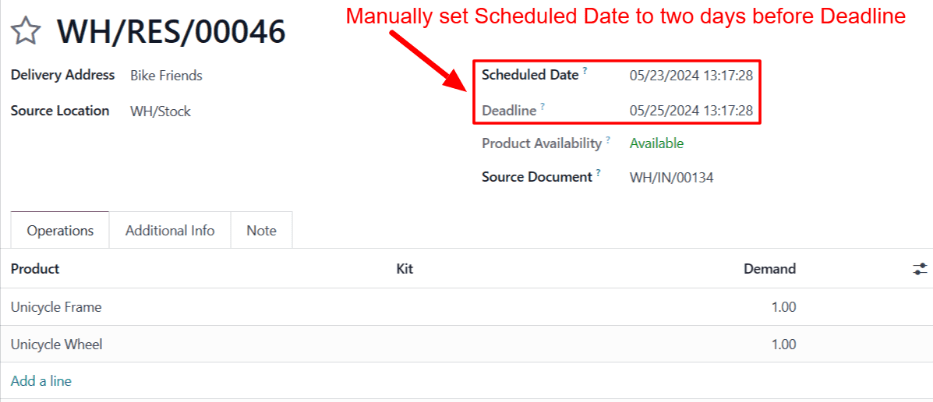 Manually set Scheduled Date to two days before Deadline
WH/RES/00046
Delivery Address Bike Friends
Scheduled Date ? 05/23/2024 13:17:28
Source Location WH/Stock
Deadline ? 05/25/2024 13:17:28
Product Availability ? Available
Source Document ? WH/IN/00134
Operations Additional Info Note
Product Kit Demand
Unicycle Frame 1.00
Unicycle Wheel 1.00
Add a line